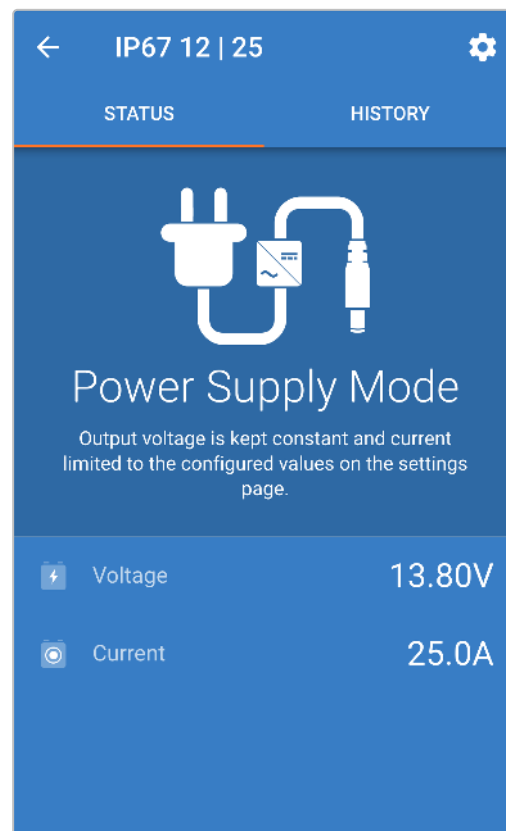 IP67 12 | 25
STATUS
HISTORY
Power Supply Mode
Output voltage is kept constant and current
limited to the configured values on the settings
page.
Voltage
13.80V
Current
25.0A